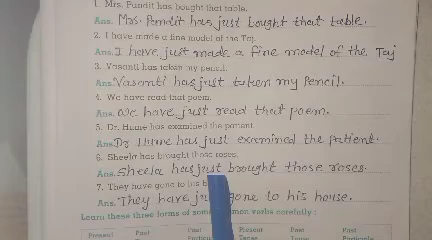 1. Mrs. Pundit has bought that table.
Ans. Mrs. Pandit has just bought that table.
2. I have made a fine model of the Taj
Ans. I have just made a fine model of the Taj
3. Vasanti has taken my pencil.
Ans. Vasanti has just taken my pencil.
4. We have read that poem.
Ans. We have just read that poem.
5. Dr. Hume has examined the patient.
Ans. Dr Hume has just examined the patient.
6. Sheela has brought those roses.
Ans. Sheela has just brought those roses.
7. They have gone to his
Ans. They have gone to his house.
Learn these three forms of verbs carefully :
Present Past Past Present Past Past
Tense Tense